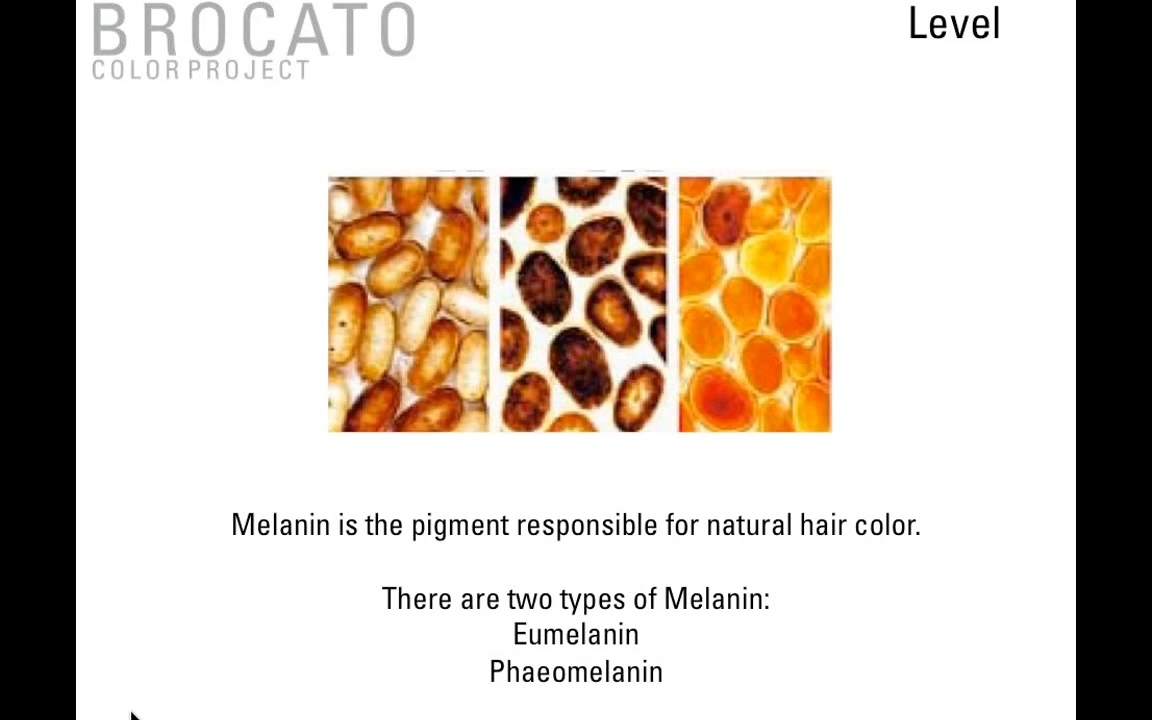 BROCATO
COLOR PROJECT
Level
Melanin is the pigment responsible for natural hair color.
There are two types of Melanin:
Eumelanin
Phaeomelanin